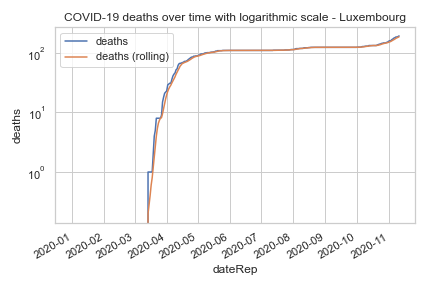 COVID-19 deaths over time with logarithmic scale - Luxembourg
deaths
deaths (rolling)
10²
10¹
10⁰
deaths
2020-01
2020-02
2020-03
2020-04
2020-05
2020-06
2020-07
2020-08
2020-09
2020-10
2020-11
dateRep